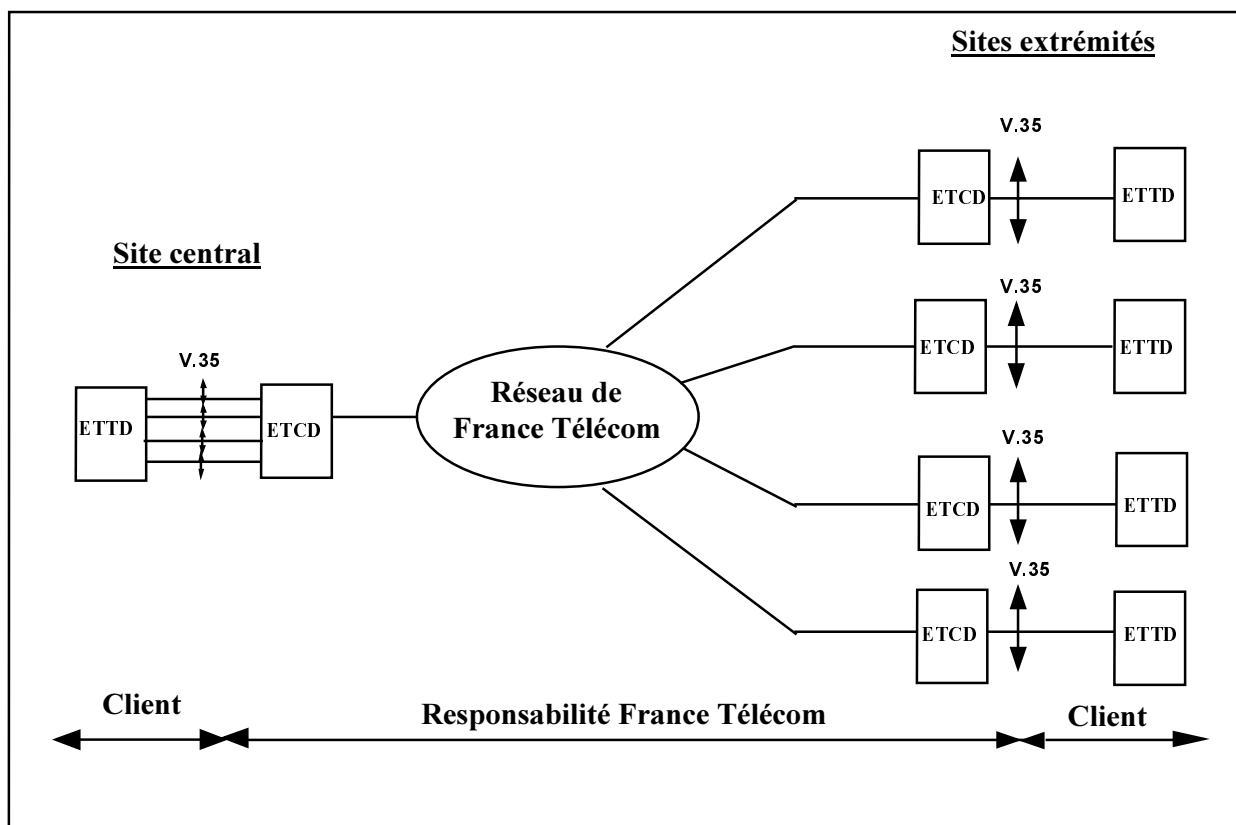 Sites extrémités
V.35
ETCD
ETTD
Site central
V.35
ETCD
ETTD
V.35
ETTD
ETCD
Réseau de
France Télécom
V.35
ETCD
ETTD
V.35
ETCD
ETTD
Client
Responsabilité France Télécom
Client